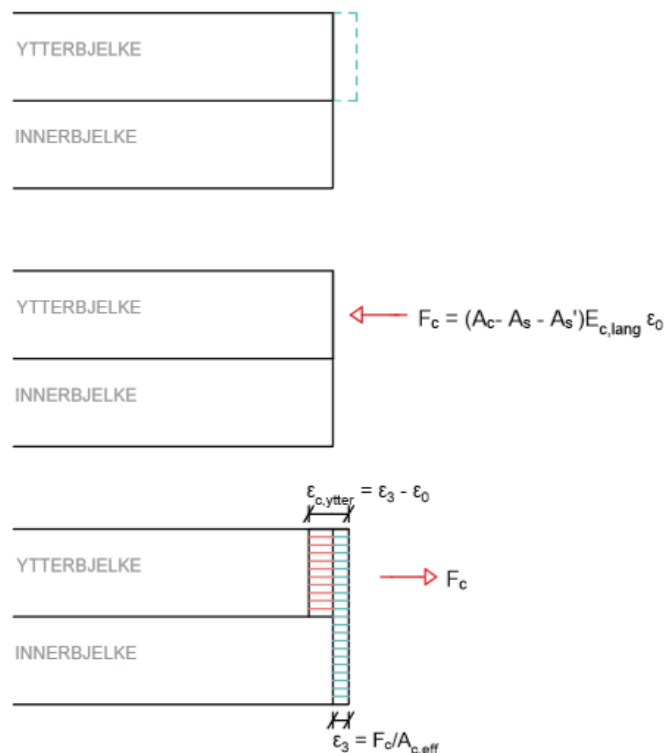 YTTERBJELKE
INNERBJELKE
YTTERBJELKE
F_c = (A_c- A_s - A_s')E_c,lang ε_0
INNERBJELKE
ε_c,ytter = ε_3 - ε_0
YTTERBJELKE
F_c
INNERBJELKE
ε_3 = F_c/A_c,eff